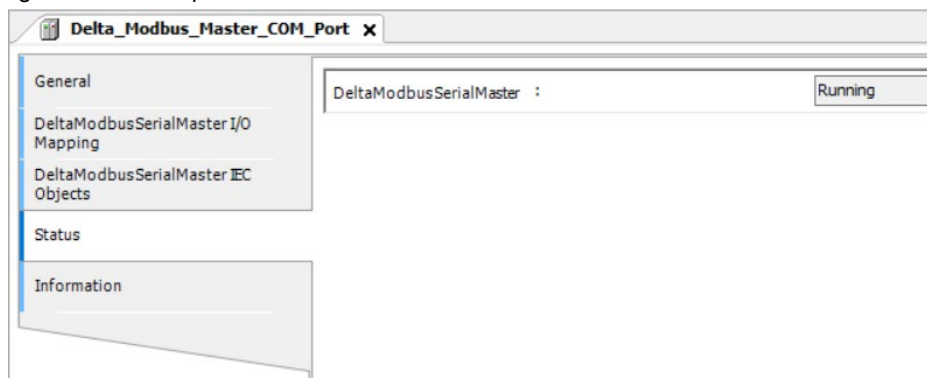 Delta_Modbus_Master_COM_Port x
General
DeltaModbusSerialMaster I/O
Mapping
DeltaModbusSerialMaster IEC
Objects
Status
Information
DeltaModbusSerialMaster :
Running